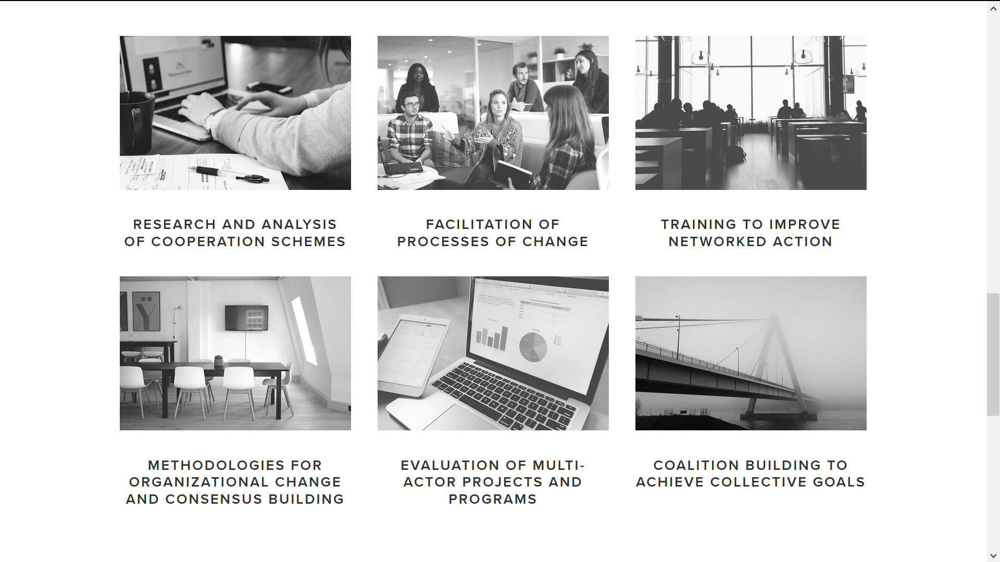 RESEARCH AND ANALYSIS
OF COOPERATION SCHEMES
FACILITATION OF
PROCESSES OF CHANGE
TRAINING TO IMPROVE
NETWORKED ACTION
METHODOLOGIES FOR
ORGANIZATIONAL CHANGE
AND CONSENSUS BUILDING
EVALUATION OF MULTI-
ACTOR PROJECTS AND
PROGRAMS
COALITION BUILDING TO
ACHIEVE COLLECTIVE GOALS